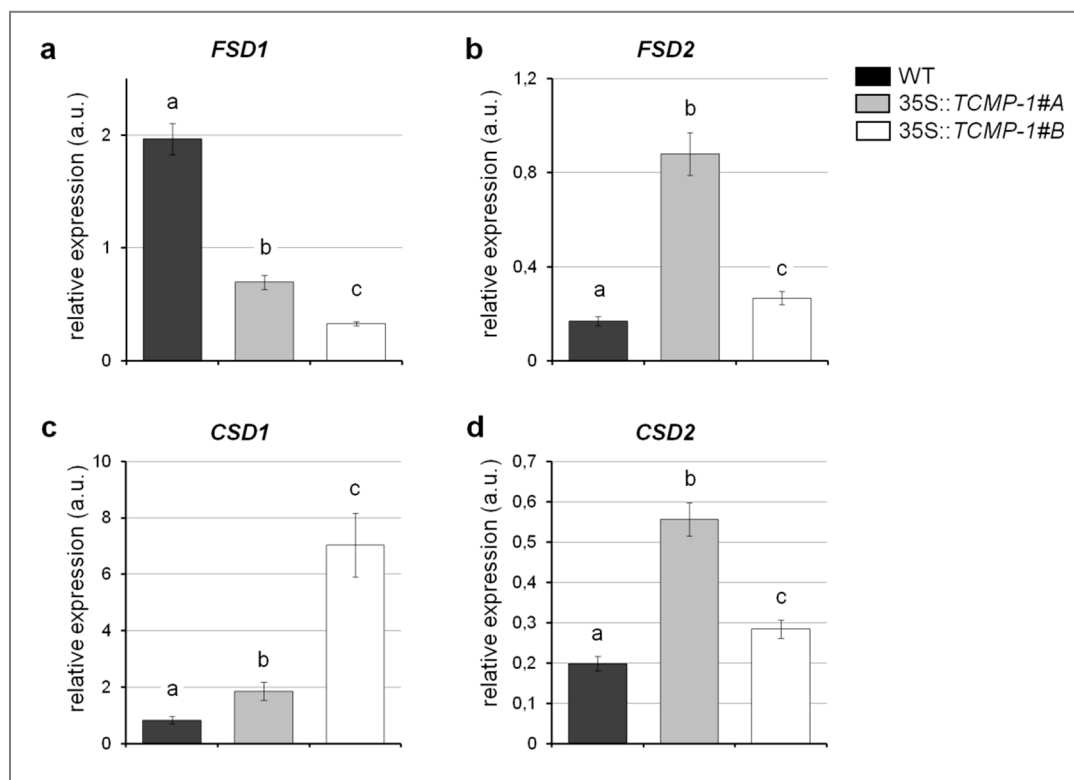 a
FSD1
relative expression (a.u.)
2
1
0
a
b
c
b
FSD2
relative expression (a.u.)
1,2
0,8
0,4
0
a
b
c
WT
35S::TCMP-1#A
35S::TCMP-1#B
c
CSD1
relative expression (a.u.)
10
8
6
4
2
0
a
b
c
d
CSD2
relative expression (a.u.)
0,7
0,6
0,5
0,4
0,3
0,2
0,1
0
a
b
c